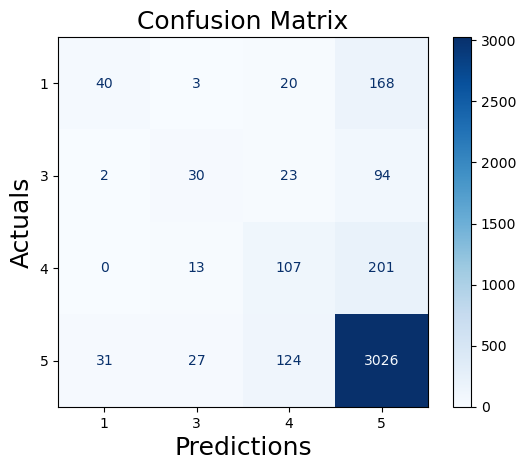 Confusion Matrix
1 40 3 20 168
3 2 30 23 94
4 0 13 107 201
5 31 27 124 3026
1 3 4 5
Actuals
Predictions
3000
2500
2000
1500
1000
500
0